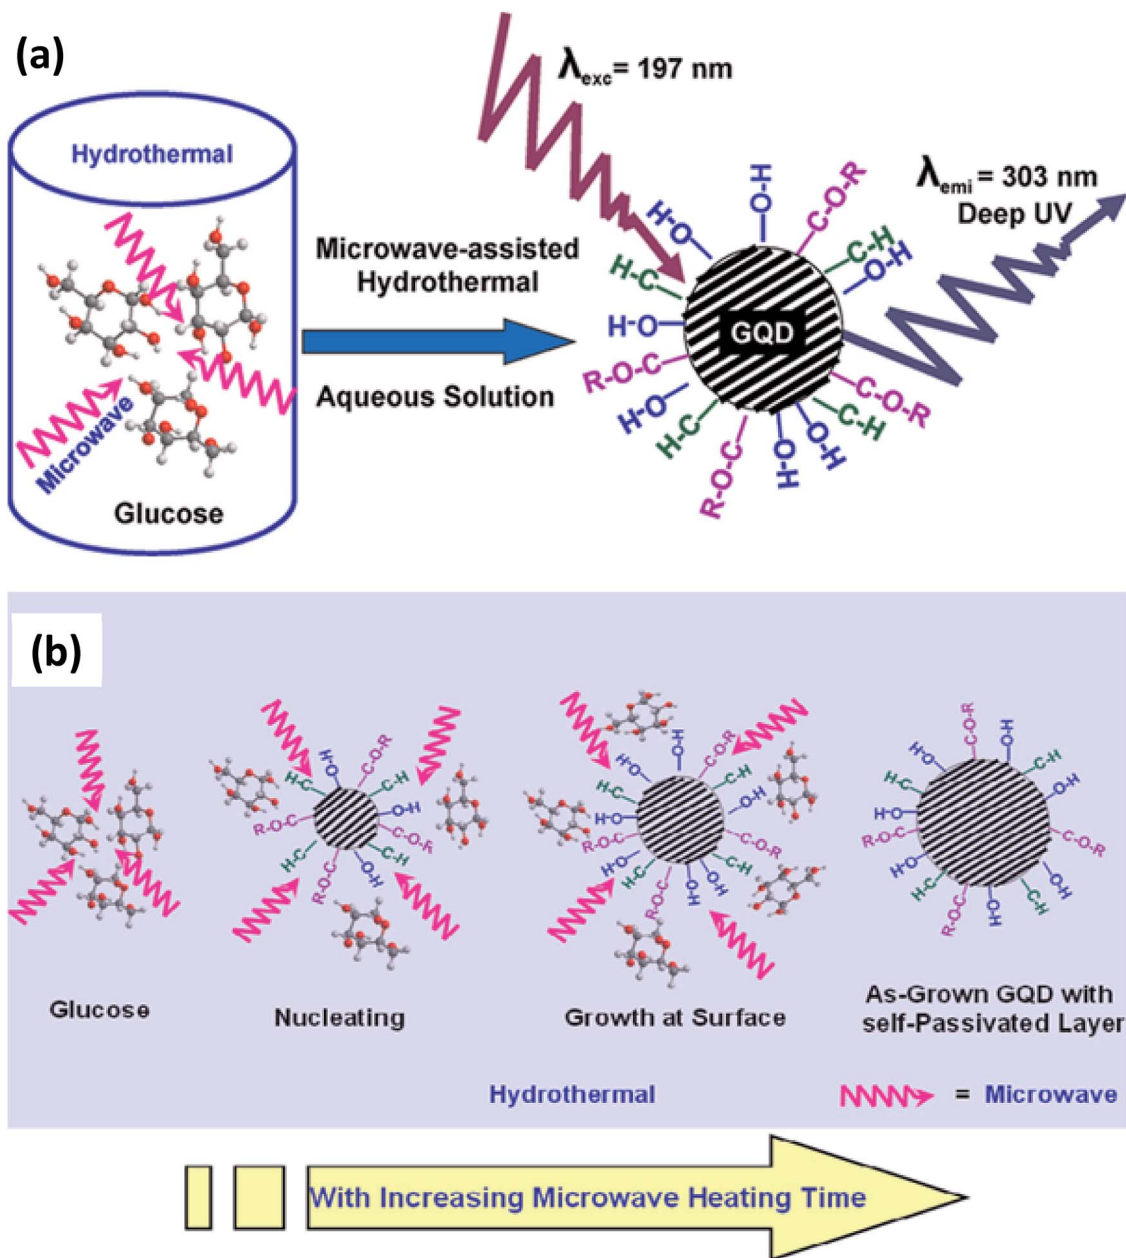 (a)
λexc = 197 nm
Hydrothermal
λemi = 303 nm
Deep UV
Microwave-assisted
Hydrothermal
Aqueous Solution
Microwave
Glucose
O-H
C-O-R
C-H
O-H
H-O
H-C
H-O
R-O-C
H-O
H-C
R-O-C
O-H
O-H
C-H
C-O-R
GQD
(b)
H-O
C-O-R
C-H
O-H
C-O-R
C-H
O-H
R-O-C
H-C
R-O-C
H-C
O-H
C-O-R
C-H
O-H
C-O-R
C-H
O-H
O-H
R-O-C
H-C
H-O
R-O-C
H-O
H-C
H-O
C-O-R
O-H
C-H
O-H
C-O-R
O-H
C-H
O-H
R-O-C
H-C
H-O
R-O-C
H-O
H-C
H-O
Glucose
Nucleating
Growth at Surface
As-Grown GQD with
self-Passivated Layer
Hydrothermal
= Microwave
With Increasing Microwave Heating Time